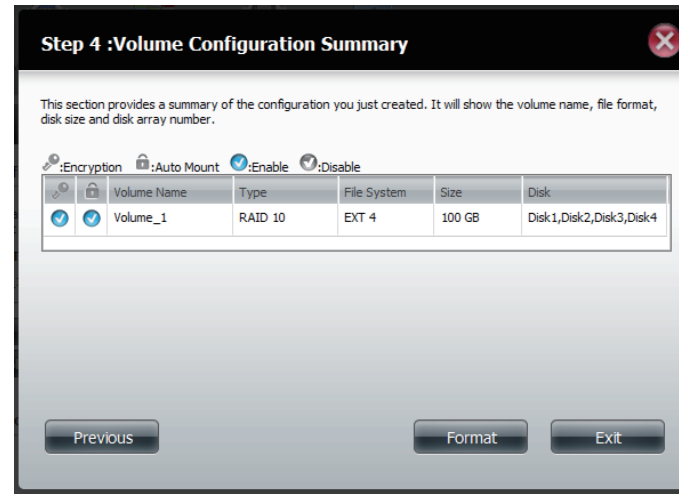 Step 4 :Volume Configuration Summary
This section provides a summary of the configuration you just created. It will show the volume name, file format,
disk size and disk array number.
:Encryption :Auto Mount :Enable :Disable
Volume Name Type File System Size Disk
Volume_1 RAID 10 EXT 4 100 GB Disk1,Disk2,Disk3,Disk4
Previous Format Exit